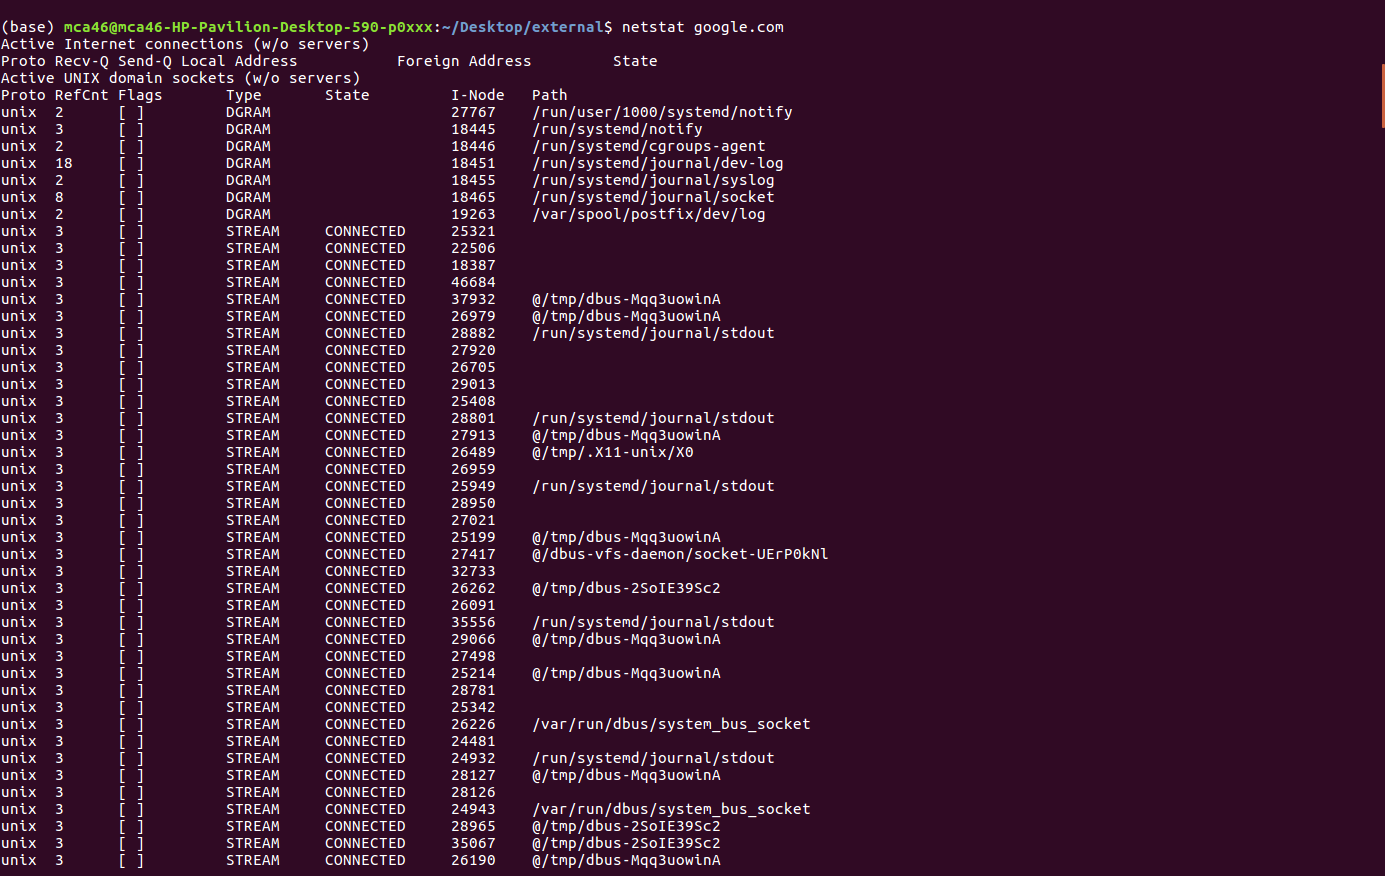 (base) mca46@mca46-HP-Pavilion-Desktop-590-p0xxx:~/Desktop/external$ netstat google.com
Active Internet connections (w/o servers)
Proto Recv-Q Send-Q Local Address           Foreign Address         State
Active UNIX domain sockets (w/o servers)
Proto RefCnt Flags       Type       State         I-Node   Path
unix  2      [ ]         DGRAM                    27767    /run/user/1000/systemd/notify
unix  3      [ ]         DGRAM                    18445    /run/systemd/notify
unix  2      [ ]         DGRAM                    18446    /run/systemd/cgroups-agent
unix  18     [ ]         DGRAM                    18451    /run/systemd/journal/dev-log
unix  2      [ ]         DGRAM                    18455    /run/systemd/journal/syslog
unix  8      [ ]         DGRAM                    18465    /run/systemd/journal/socket
unix  2      [ ]         DGRAM                    19263    /var/spool/postfix/dev/log
unix  3      [ ]         STREAM     CONNECTED     25321
unix  3      [ ]         STREAM     CONNECTED     22506
unix  3      [ ]         STREAM     CONNECTED     18387
unix  3      [ ]         STREAM     CONNECTED     46684
unix  3      [ ]         STREAM     CONNECTED     37932    @/tmp/dbus-Mqq3uowinA
unix  3      [ ]         STREAM     CONNECTED     26979    @/tmp/dbus-Mqq3uowinA
unix  3      [ ]         STREAM     CONNECTED     28882    /run/systemd/journal/stdout
unix  3      [ ]         STREAM     CONNECTED     27920
unix  3      [ ]         STREAM     CONNECTED     26705
unix  3      [ ]         STREAM     CONNECTED     29013
unix  3      [ ]         STREAM     CONNECTED     25408
unix  3      [ ]         STREAM     CONNECTED     28801    /run/systemd/journal/stdout
unix  3      [ ]         STREAM     CONNECTED     27913    @/tmp/dbus-Mqq3uowinA
unix  3      [ ]         STREAM     CONNECTED     26489    @/tmp/.X11-unix/X0
unix  3      [ ]         STREAM     CONNECTED     26959
unix  3      [ ]         STREAM     CONNECTED     25949    /run/systemd/journal/stdout
unix  3      [ ]         STREAM     CONNECTED     28950
unix  3      [ ]         STREAM     CONNECTED     27021
unix  3      [ ]         STREAM     CONNECTED     25199    @/tmp/dbus-Mqq3uowinA
unix  3      [ ]         STREAM     CONNECTED     27417    @/dbus-vfs-daemon/socket-UErP0kNl
unix  3      [ ]         STREAM     CONNECTED     32733
unix  3      [ ]         STREAM     CONNECTED     26262    @/tmp/dbus-2SoIE39Sc2
unix  3      [ ]         STREAM     CONNECTED     26091
unix  3      [ ]         STREAM     CONNECTED     35556    /run/systemd/journal/stdout
unix  3      [ ]         STREAM     CONNECTED     29066    @/tmp/dbus-Mqq3uowinA
unix  3      [ ]         STREAM     CONNECTED     27498
unix  3      [ ]         STREAM     CONNECTED     25214    @/tmp/dbus-Mqq3uowinA
unix  3      [ ]         STREAM     CONNECTED     28781
unix  3      [ ]         STREAM     CONNECTED     25342
unix  3      [ ]         STREAM     CONNECTED     26226    /var/run/dbus/system_bus_socket
unix  3      [ ]         STREAM     CONNECTED     24481
unix  3      [ ]         STREAM     CONNECTED     24932    /run/systemd/journal/stdout
unix  3      [ ]         STREAM     CONNECTED     28127    @/tmp/dbus-Mqq3uowinA
unix  3      [ ]         STREAM     CONNECTED     28126
unix  3      [ ]         STREAM     CONNECTED     24943    /var/run/dbus/system_bus_socket
unix  3      [ ]         STREAM     CONNECTED     28965    @/tmp/dbus-2SoIE39Sc2
unix  3      [ ]         STREAM     CONNECTED     35067    @/tmp/dbus-2SoIE39Sc2
unix  3      [ ]         STREAM     CONNECTED     26190    @/tmp/dbus-Mqq3uowinA